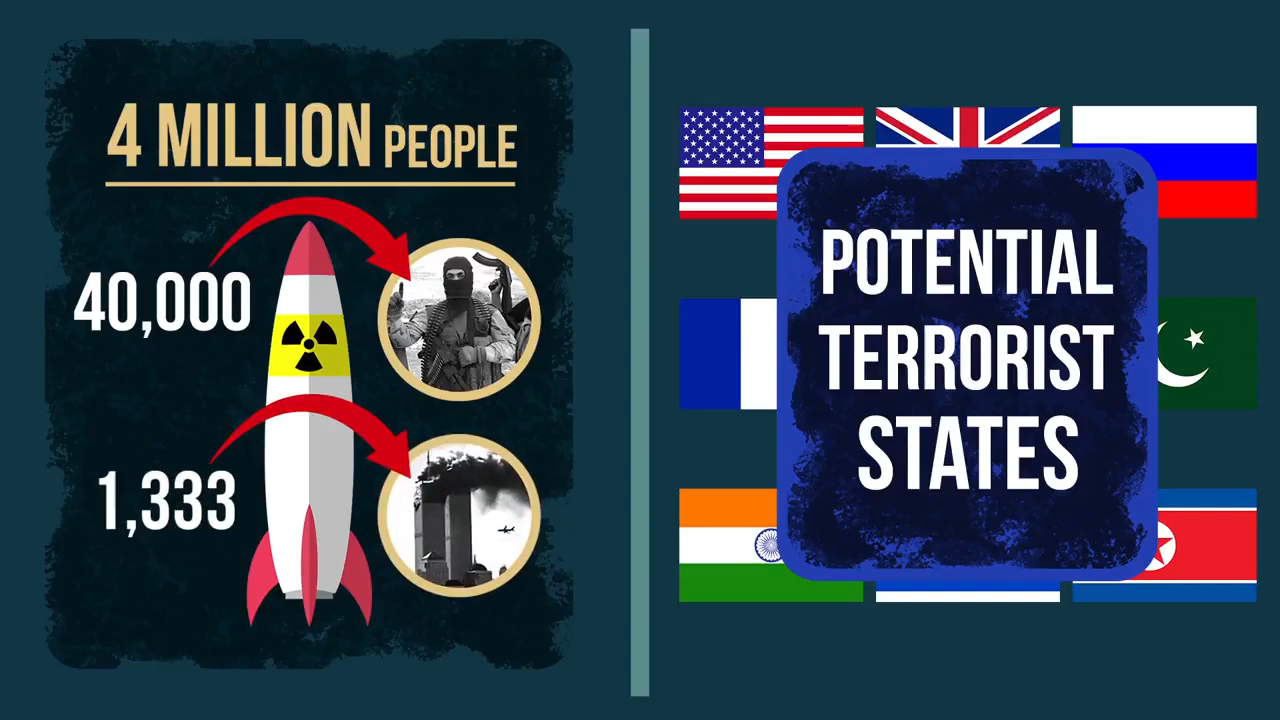 4 MILLION PEOPLE
40,000
1,333
POTENTIAL
TERRORIST
STATES